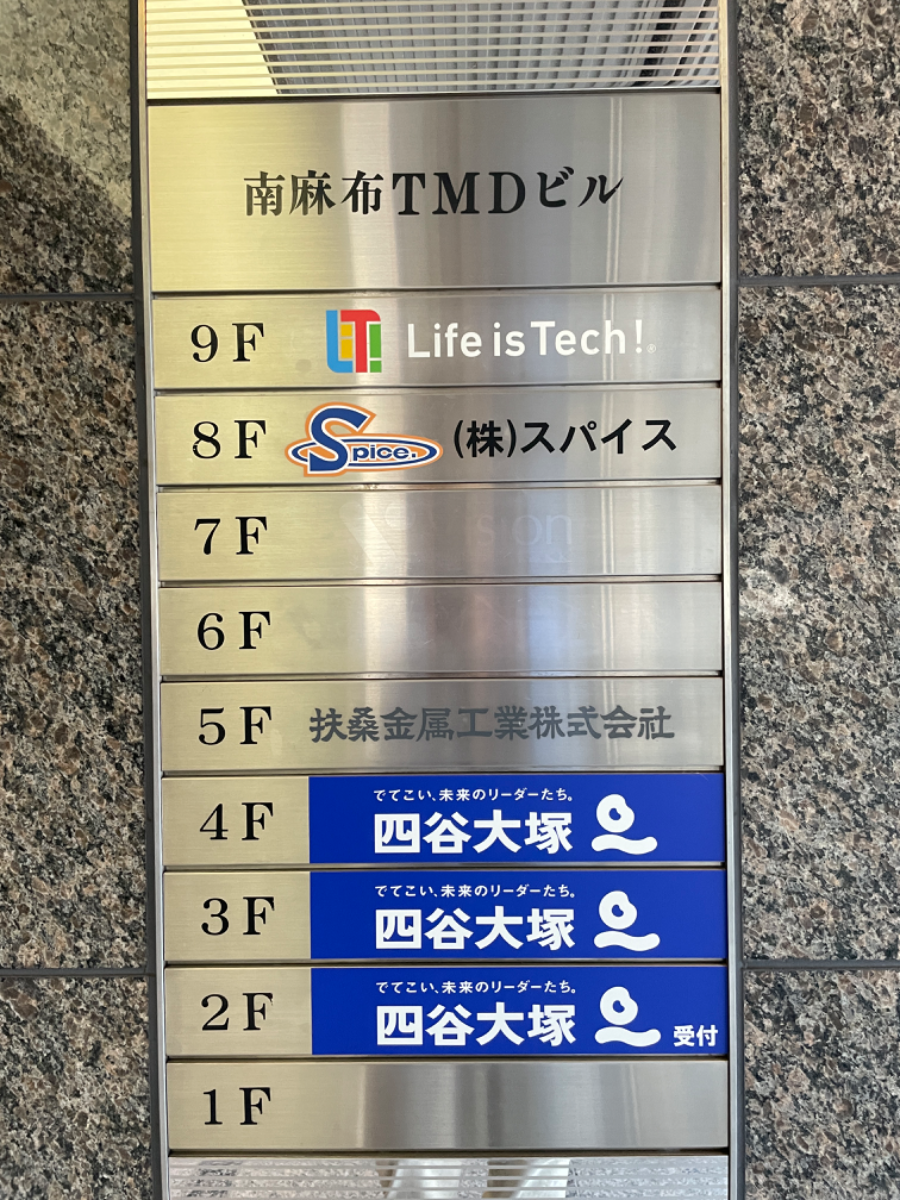 南麻布TMDビル
9F LiT! Life is Tech!®
8F Spice. (株)スパイス
7F
6F
5F 扶桑金属工業株式会社
でてこい、未来のリーダーたち。
4F 四谷大塚
でてこい、未来のリーダーたち。
3F 四谷大塚
でてこい、未来のリーダーたち。
2F 四谷大塚 受付
1F